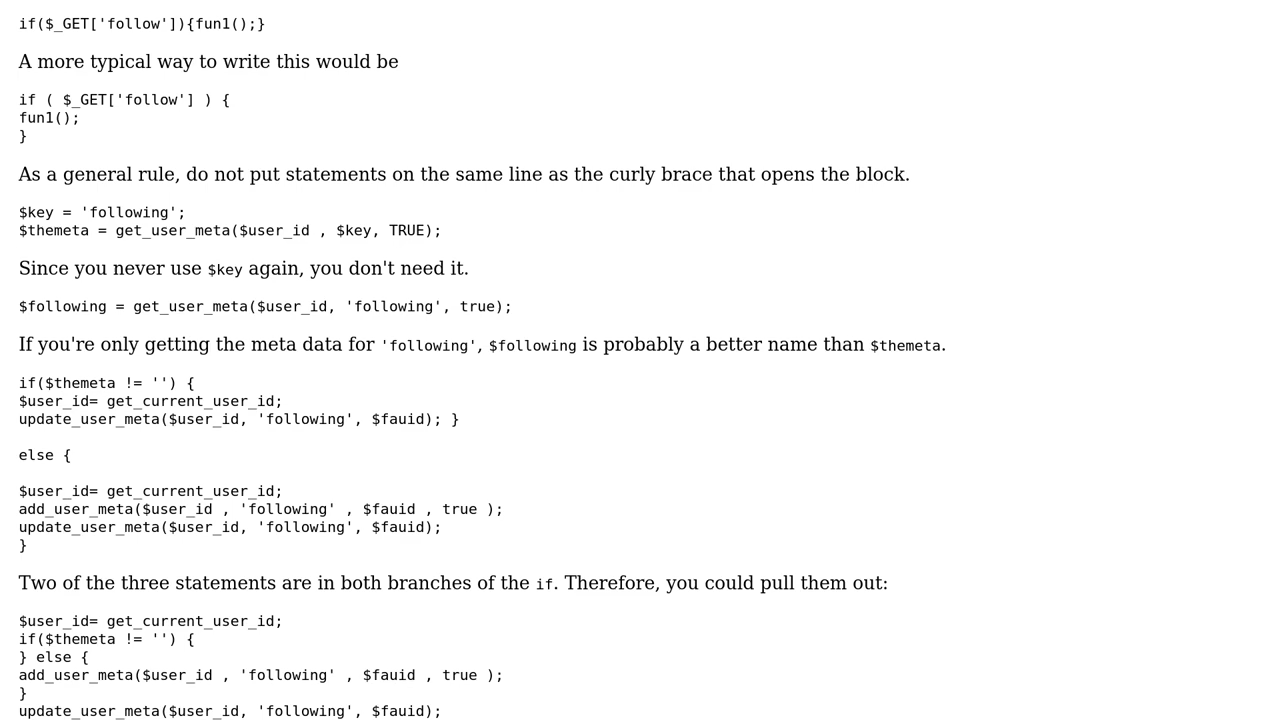 if($_GET['follow']){fun1();}
A more typical way to write this would be
if ( $_GET['follow'] ) {
fun1();
}
As a general rule, do not put statements on the same line as the curly brace that opens the block.
$key = 'following';
$themeta = get_user_meta($user_id , $key, TRUE);
Since you never use $key again, you don't need it.
$following = get_user_meta($user_id, 'following', true);
If you're only getting the meta data for 'following', $following is probably a better name than $themeta.
if($themeta != '') {
$user_id= get_current_user_id;
update_user_meta($user_id, 'following', $fauid); }
else {
$user_id= get_current_user_id;
add_user_meta($user_id , 'following' , $fauid , true );
update_user_meta($user_id, 'following', $fauid);
}
Two of the three statements are in both branches of the if. Therefore, you could pull them out:
$user_id= get_current_user_id;
if($themeta != '') {
} else {
add_user_meta($user_id , 'following' , $fauid , true );
}
update_user_meta($user_id, 'following', $fauid);